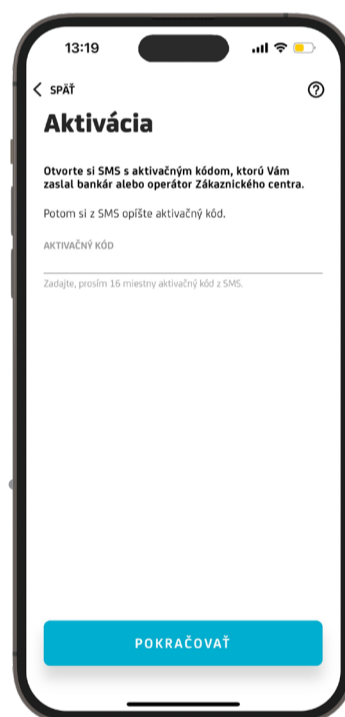 13:19
SPÄŤ
Aktivácia
Otvorte si SMS s aktivačným kódom, ktorú Vám
zaslal bankár alebo operátor Zákaznického centra.
Potom si z SMS opíšte aktivačný kód.
AKTIVAČNÝ KÓD
Zadajte, prosím 16 miestny aktivačný kód z SMS.
POKRAČOVAŤ